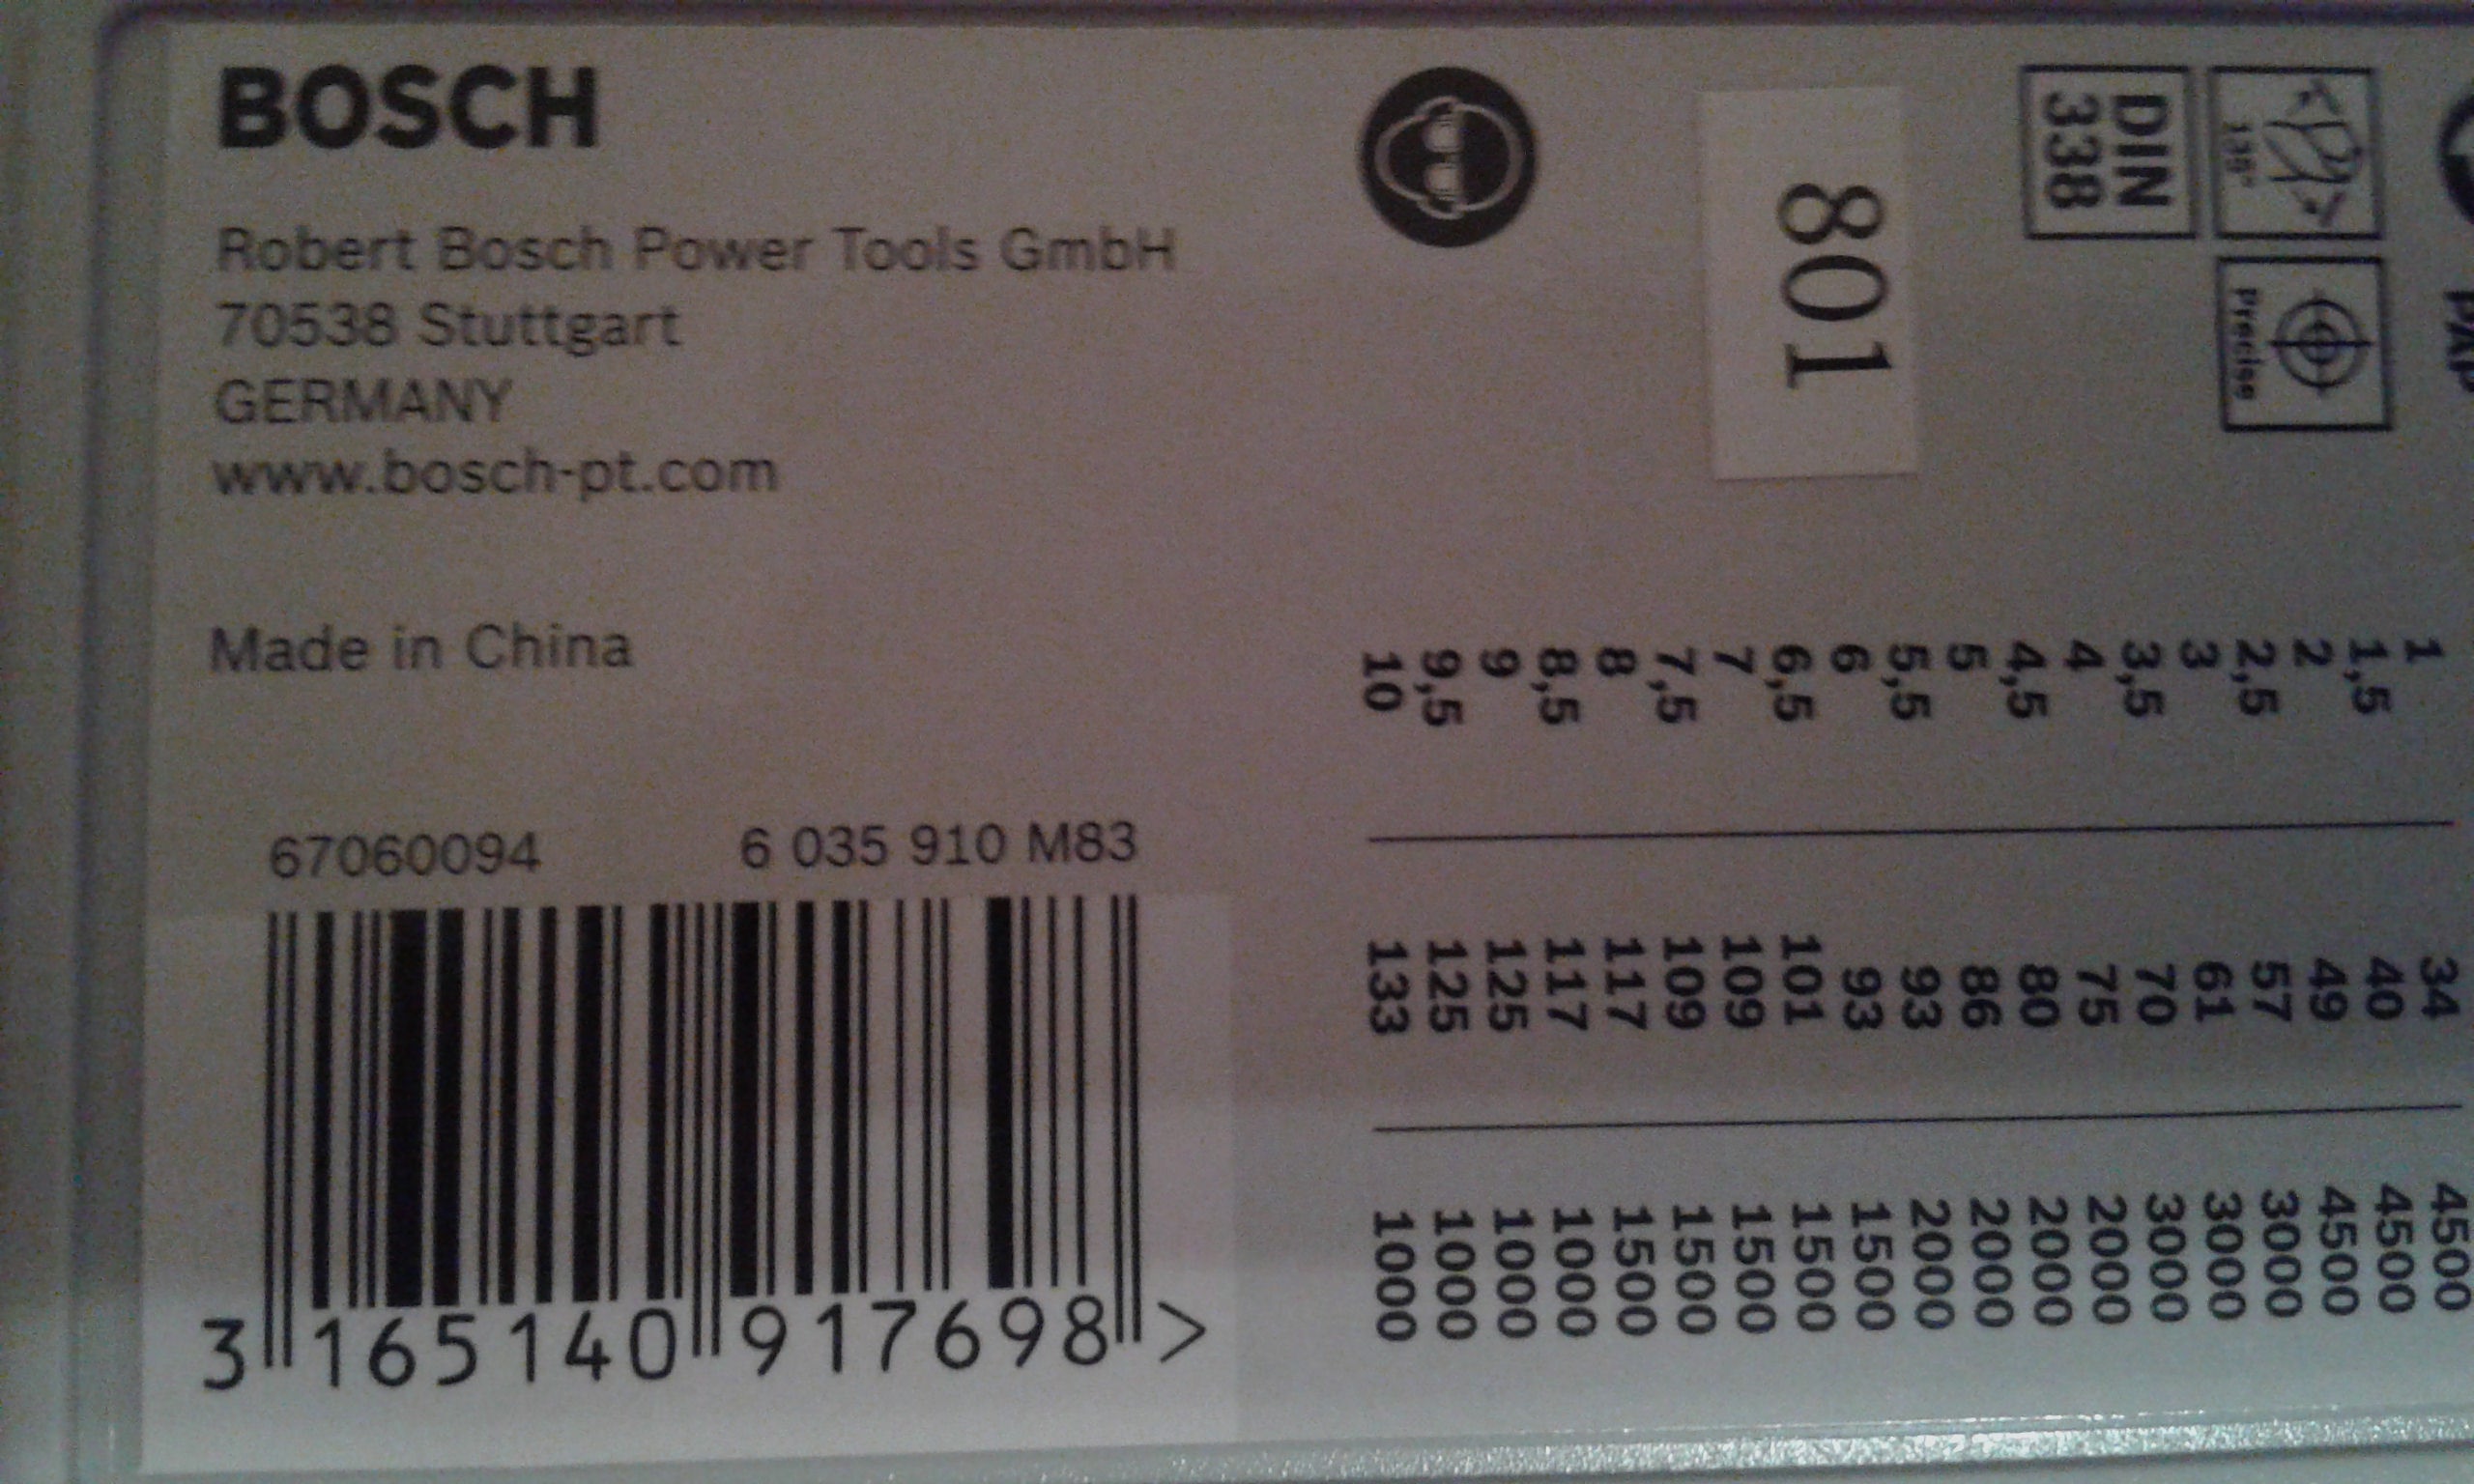 BOSCH
Robert Bosch Power Tools GmbH
70538 Stuttgart
GERMANY
www.bosch-pt.com
Made in China
67060094 6 035 910 M83
3 165140 917698 >
DIN
338
Precise
801
1 34 4500
1,5 40 4500
2 49 4500
2,5 57 3000
3 61 3000
3,5 70 3000
4 75 2000
4,5 80 2000
5 86 2000
5,5 93 2000
6 93 1500
6,5 101 1500
7 109 1500
7,5 109 1500
8 117 1500
8,5 117 1000
9 125 1000
9,5 125 1000
10 133 1000